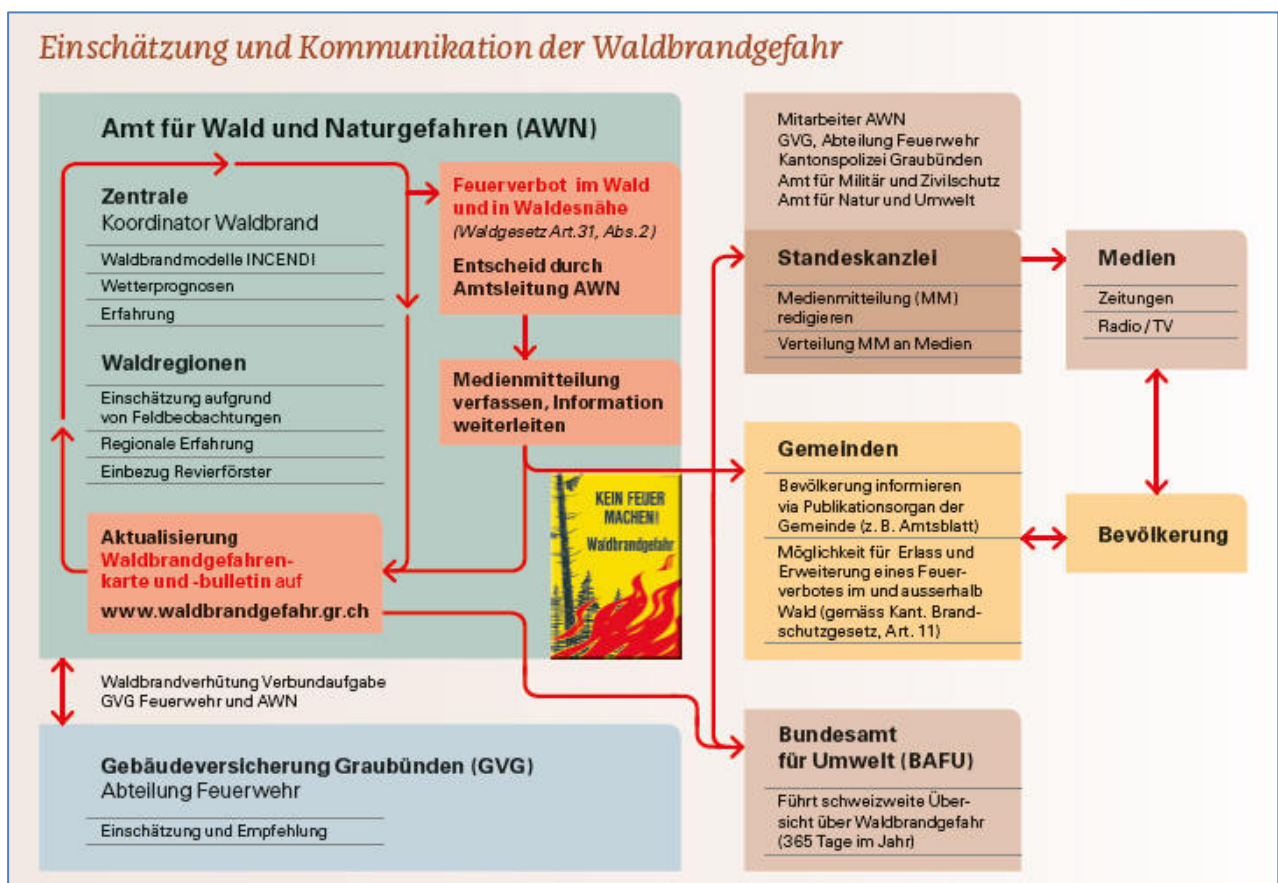 Einschätzung und Kommunikation der Waldbrandgefahr
Amt für Wald und Naturgefahren (AWN)
Zentrale
Koordinator Waldbrand
Waldbrandmodelle INCENDI
Wetterprognosen
Erfahrung
Waldregionen
Einschätzung aufgrund
von Feldbeobachtungen
Regionale Erfahrung
Einbezug Revierförster
Aktualisierung
Waldbrandgefahren-
karte und -bulletin auf
www.waldbrandgefahr.gr.ch
Feuerverbot im Wald
und in Waldesnähe
(Waldgesetz Art.31, Abs.2)
Entscheid durch
Amtsleitung AWN
Medienmitteilung
verfassen, Information
weiterleiten
KEIN FEUER
MACHEN!
Waldbrandgefahr
Waldbrandverhütung Verbundaufgabe
GVG Feuerwehr und AWN
Gebäudeversicherung Graubünden (GVG)
Abteilung Feuerwehr
Einschätzung und Empfehlung
Mitarbeiter AWN
GVG, Abteilung Feuerwehr
Kantonspolizei Graubünden
Amt für Militär und Zivilschutz
Amt für Natur und Umwelt
Standeskanzlei
Medienmitteilung (MM)
redigieren
Verteilung MM an Medien
Medien
Zeitungen
Radio / TV
Gemeinden
Bevölkerung informieren
via Publikationsorgan der
Gemeinde (z. B. Amtsblatt)
Möglichkeit für Erlass und
Erweiterung eines Feuer-
verbotes im und ausserhalb
Wald (gemäss Kant. Brand-
schutzgesetz, Art. 11)
Bevölkerung
Bundesamt
für Umwelt (BAFU)
Führt schweizweite Über-
sicht über Waldbrandgefahr
(365 Tage im Jahr)